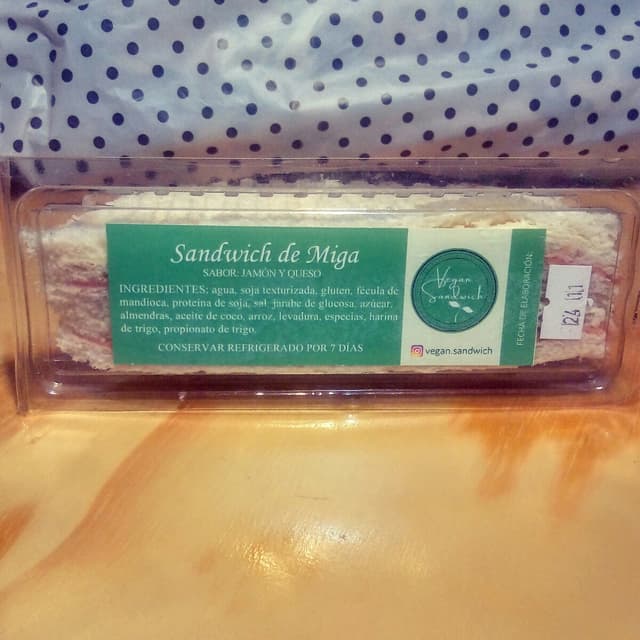 Sandwich de Miga
SABOR: JAMÓN Y QUESO
INGREDIENTES: agua, soja texturizada, gluten, fécula de
mandioca, proteína de soja, sal, jarabe de glucosa, azúcar,
almendras, aceite de coco, arroz, levadura, especias, harina
de trigo, propionato de trigo.
CONSERVAR REFRIGERADO POR 7 DÍAS
Vegan
Sandwich
vegan.sandwich
FECHA DE ELABORACIÓN: